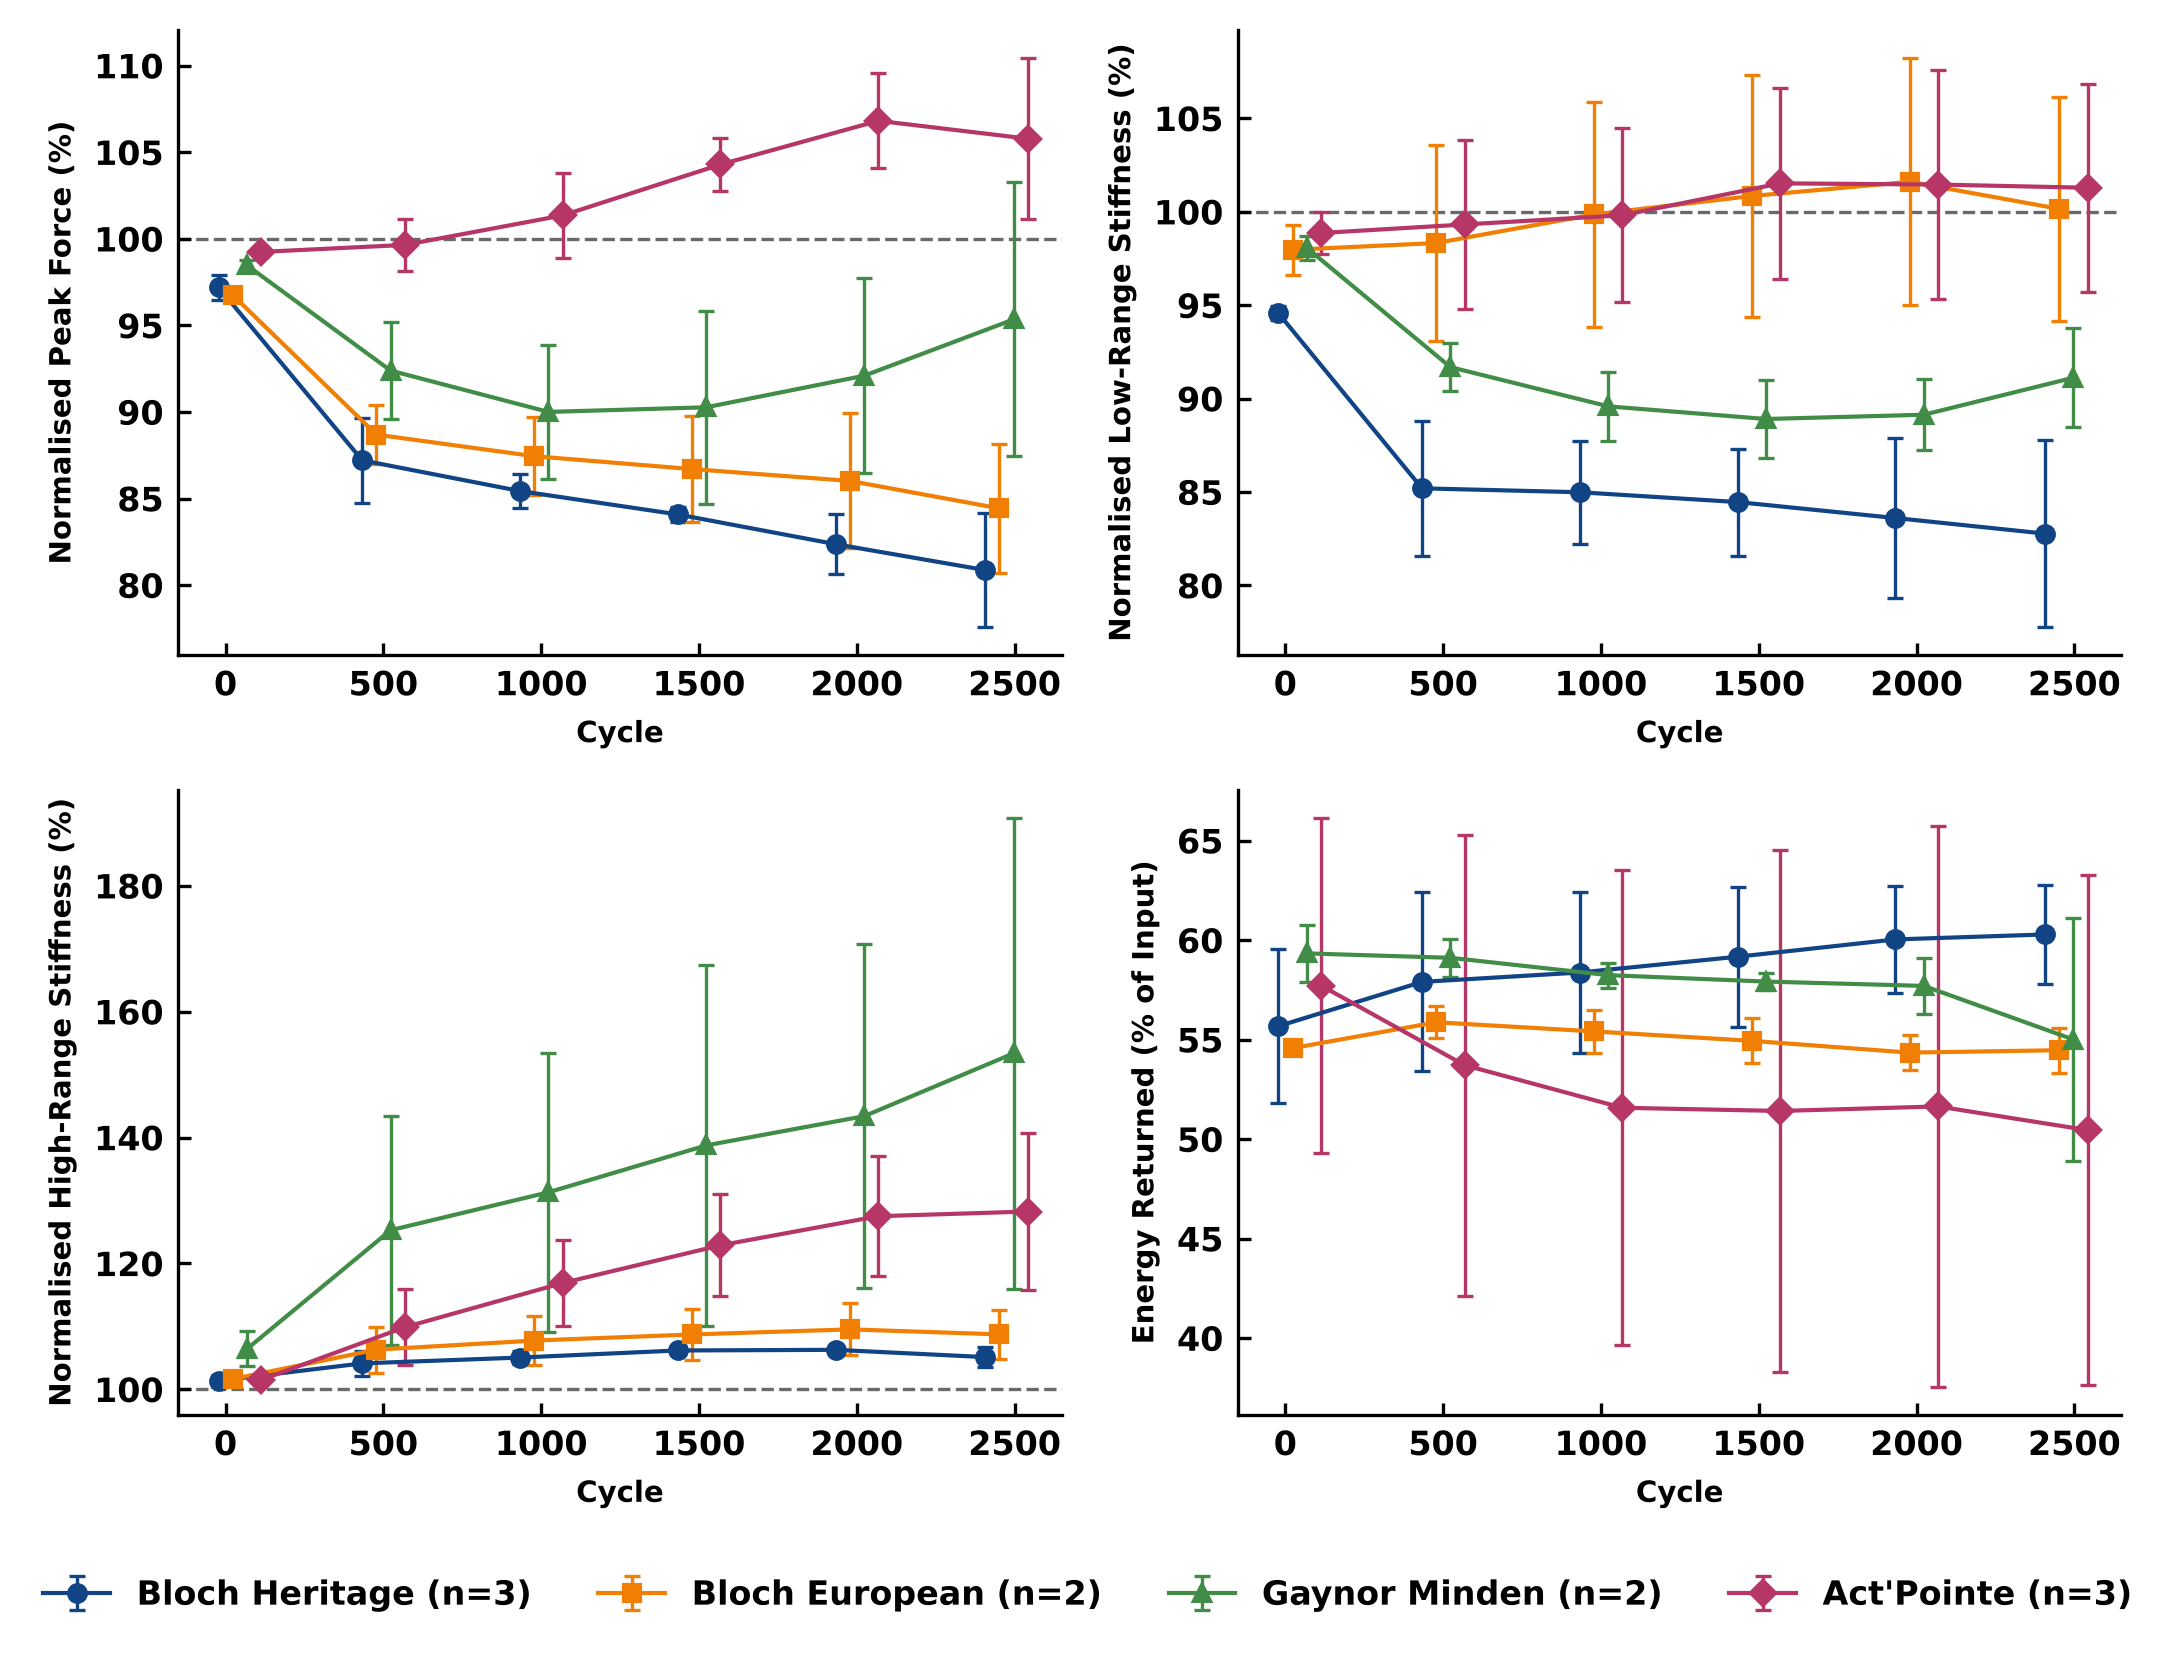 Normalised Peak Force (%)
110
105
100
95
90
85
80
0 500 1000 1500 2000 2500
Cycle
Normalised Low-Range Stiffness (%)
105
100
95
90
85
80
0 500 1000 1500 2000 2500
Cycle
Normalised High-Range Stiffness (%)
180
160
140
120
100
0 500 1000 1500 2000 2500
Cycle
Energy Returned (% of Input)
65
60
55
50
45
40
0 500 1000 1500 2000 2500
Cycle
Bloch Heritage (n=3) Bloch European (n=2) Gaynor Minden (n=2) Act'Pointe (n=3)